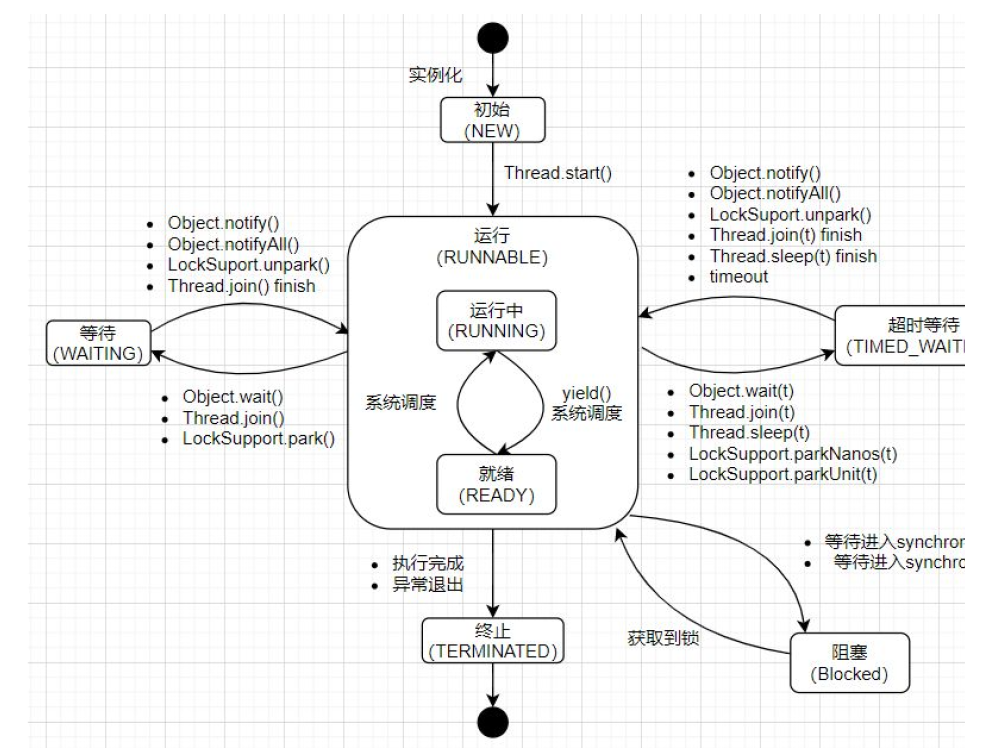 实例化
初始
(NEW)
Thread.start()
Object.notify()
Object.notifyAll()
LockSuport.unpark()
Thread.join(t) finish
Thread.sleep(t) finish
timeout
Object.notify()
Object.notifyAll()
LockSuport.unpark()
Thread.join() finish
运行
(RUNNABLE)
运行中
(RUNNING)
等待
(WAITING)
超时等待
(TIMED_WAITI
系统调度
yield()
系统调度
Object.wait()
Thread.join()
LockSupport.park()
Object.wait(t)
Thread.join(t)
Thread.sleep(t)
LockSupport.parkNanos(t)
LockSupport.parkUnit(t)
就绪
(READY)
执行完成
异常退出
等待进入synchror
等待进入synchro
获取到锁
终止
(TERMINATED)
阻塞
(Blocked)